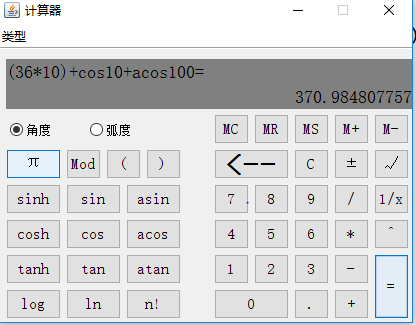 计算器
类型
(36*10)+cos10+acos100=
370.984807757
角度 弧度 MC MR MS M+ M-
π Mod ( ) <-- C ± √
sinh sin asin 7 8 9 / 1/x
cosh cos acos 4 5 6 * ^
tanh tan atan 1 2 3 - =
log ln n! 0 . +